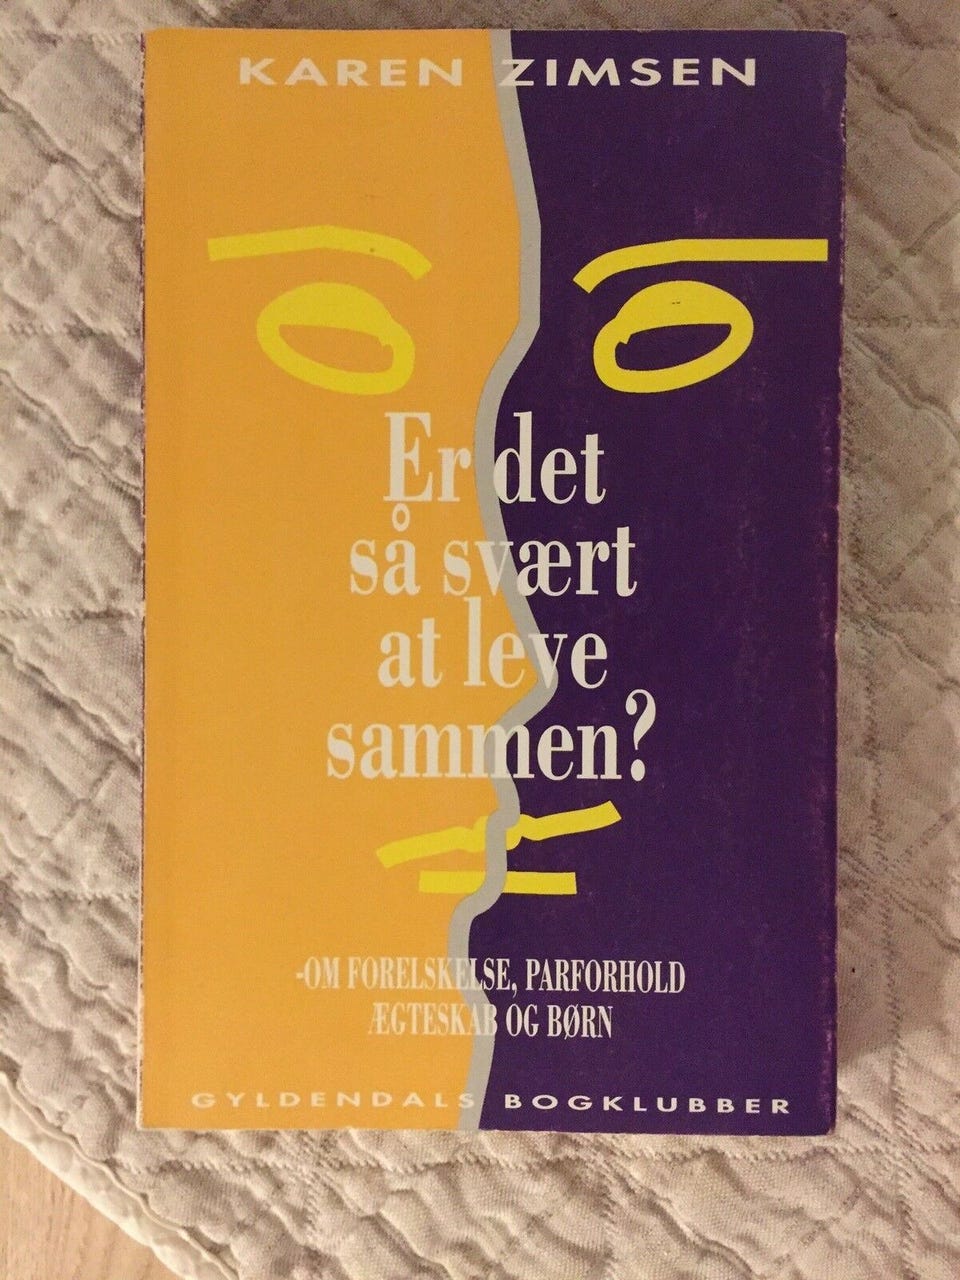 KAREN ZIMSEN
Er det
så svært
at leve
sammen?
-OM FORELSKELSE, PARFORHOLD
ÆGTESKAB OG BØRN
GYLDENDALS BOGKLUBBER